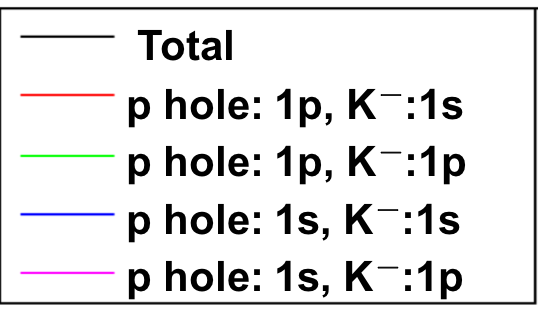 Total
p hole: 1p, K⁻:1s
p hole: 1p, K⁻:1p
p hole: 1s, K⁻:1s
p hole: 1s, K⁻:1p